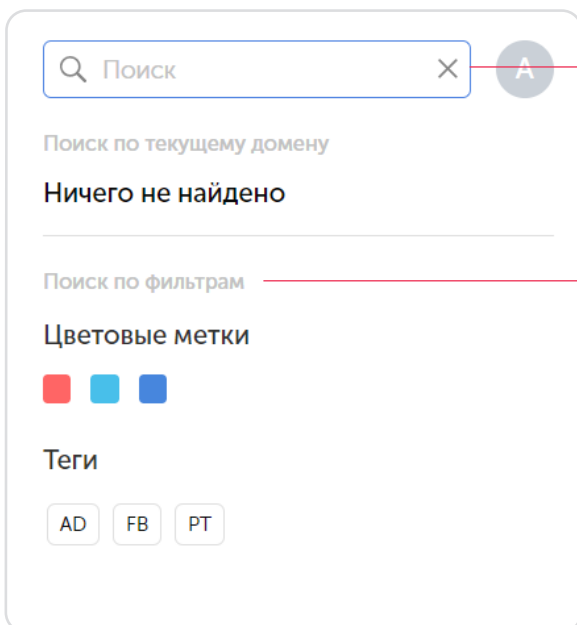 Поиск
А
Поиск по текущему домену
Ничего не найдено
Поиск по фильтрам
Цветовые метки
Теги
AD FB PT